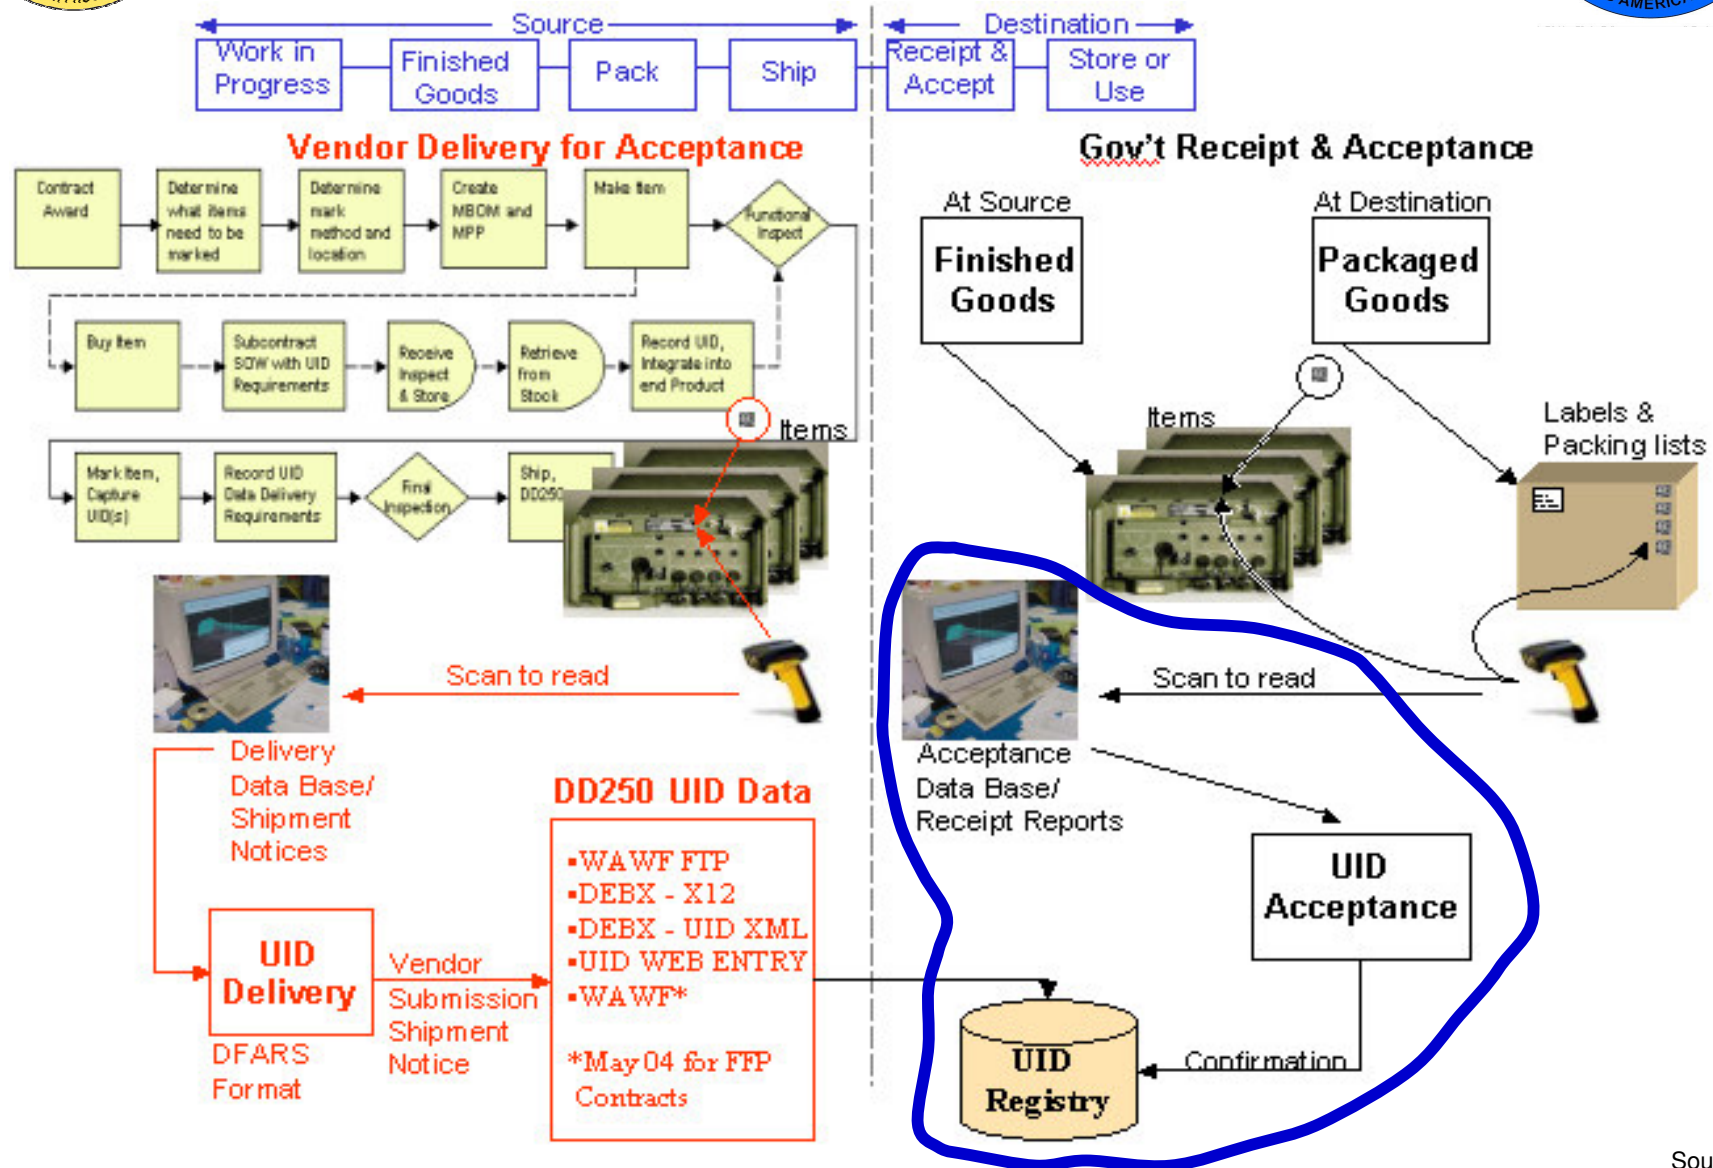 Source
Destination
Work in
Progress
Finished
Goods
Pack
Ship
Receipt &
Accept
Store or
Use
Vendor Delivery for Acceptance
Contract
Award
Determine
what items
need to be
marked
Determine
mark
method and
location
Create
MBOM and
MPP
Make Item
Functional
Inspect
Buy Item
Subcontract
SOW with UID
Requirements
Receive
Inspect
& Store
Retrieve
from
Stock
Record UID,
Integrate into
end Product
Items
Mark Item,
Capture
UID(s)
Record UID
Data Delivery
Requirements
Final
Inspection
Ship,
DD250
Scan to read
Delivery
Data Base/
Shipment
Notices
UID
Delivery
DFARS
Format
Vendor
Submission
Shipment
Notice
DD250 UID Data
▪WAWF FTP
▪DEBX - X12
▪DEBX - UID XML
▪UID WEB ENTRY
▪WAWF*
*May 04 for FFP
Contracts
Gov't Receipt & Acceptance
At Source
Finished
Goods
At Destination
Packaged
Goods
Items
Labels &
Packing lists
Scan to read
Acceptance
Data Base/
Receipt Reports
UID
Acceptance
Confirmation
UID
Registry
Sou